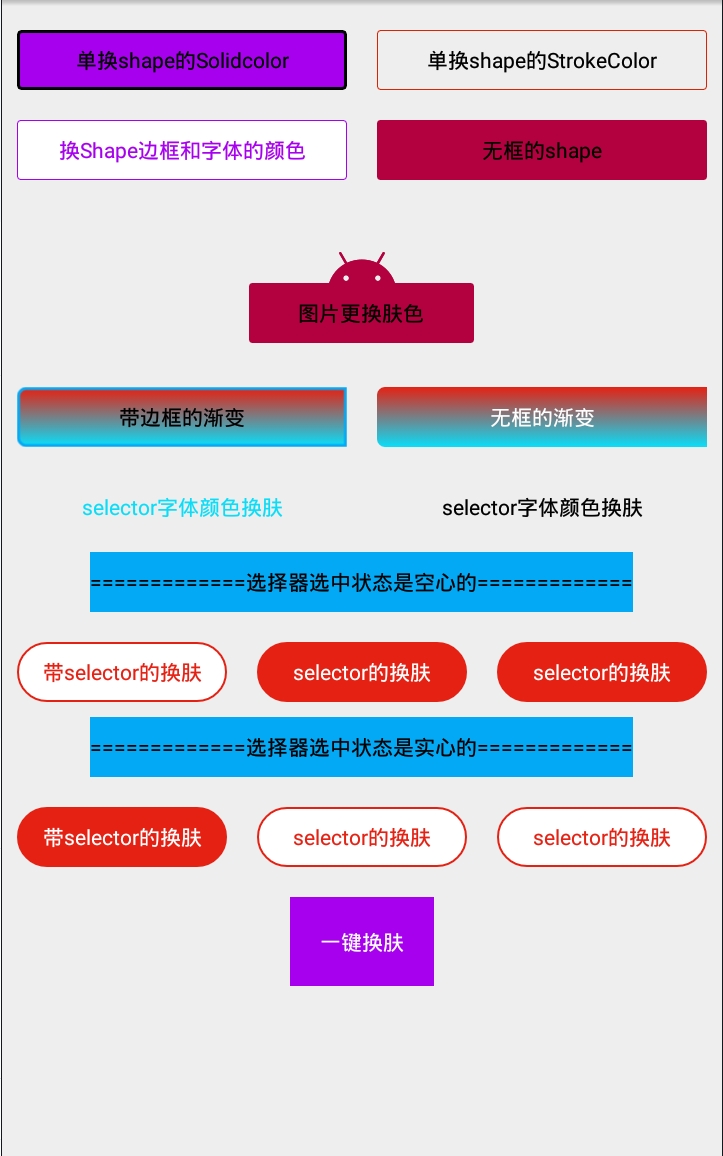 单换shape的Solidcolor
单换shape的StrokeColor
换Shape边框和字体的颜色
无框的shape
图片更换肤色
带边框的渐变
无框的渐变
selector字体颜色换肤
selector字体颜色换肤
=============选择器选中状态是空心的=============
带selector的换肤
selector的换肤
selector的换肤
=============选择器选中状态是实心的=============
带selector的换肤
selector的换肤
selector的换肤
一键换肤